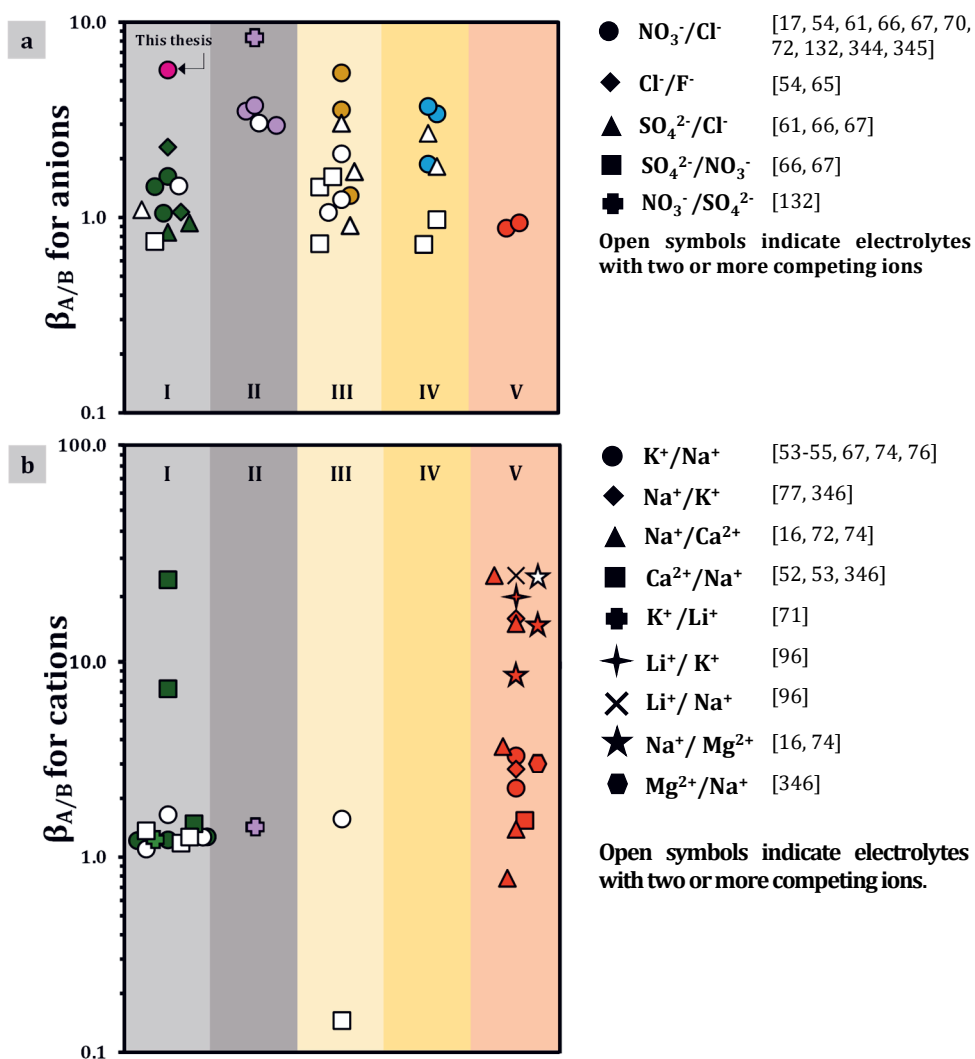 a
10.0
1.0
0.1
βA/B for anions
This thesis
I II III IV V
NO₃⁻/Cl⁻ [17, 54, 61, 66, 67, 70,
72, 132, 344, 345]
Cl⁻/F⁻ [54, 65]
SO₄²⁻/Cl⁻ [61, 66, 67]
SO₄²⁻/NO₃⁻ [66, 67]
NO₃⁻/SO₄²⁻ [132]
Open symbols indicate electrolytes
with two or more competing ions
b
100.0
10.0
1.0
0.1
βA/B for cations
I II III IV V
K⁺/Na⁺ [53-55, 67, 74, 76]
Na⁺/K⁺ [77, 346]
Na⁺/Ca²⁺ [16, 72, 74]
Ca²⁺/Na⁺ [52, 53, 346]
K⁺/Li⁺ [71]
Li⁺/ K⁺ [96]
Li⁺/ Na⁺ [96]
Na⁺/ Mg²⁺ [16, 74]
Mg²⁺/Na⁺ [346]
Open symbols indicate electrolytes
with two or more competing ions.